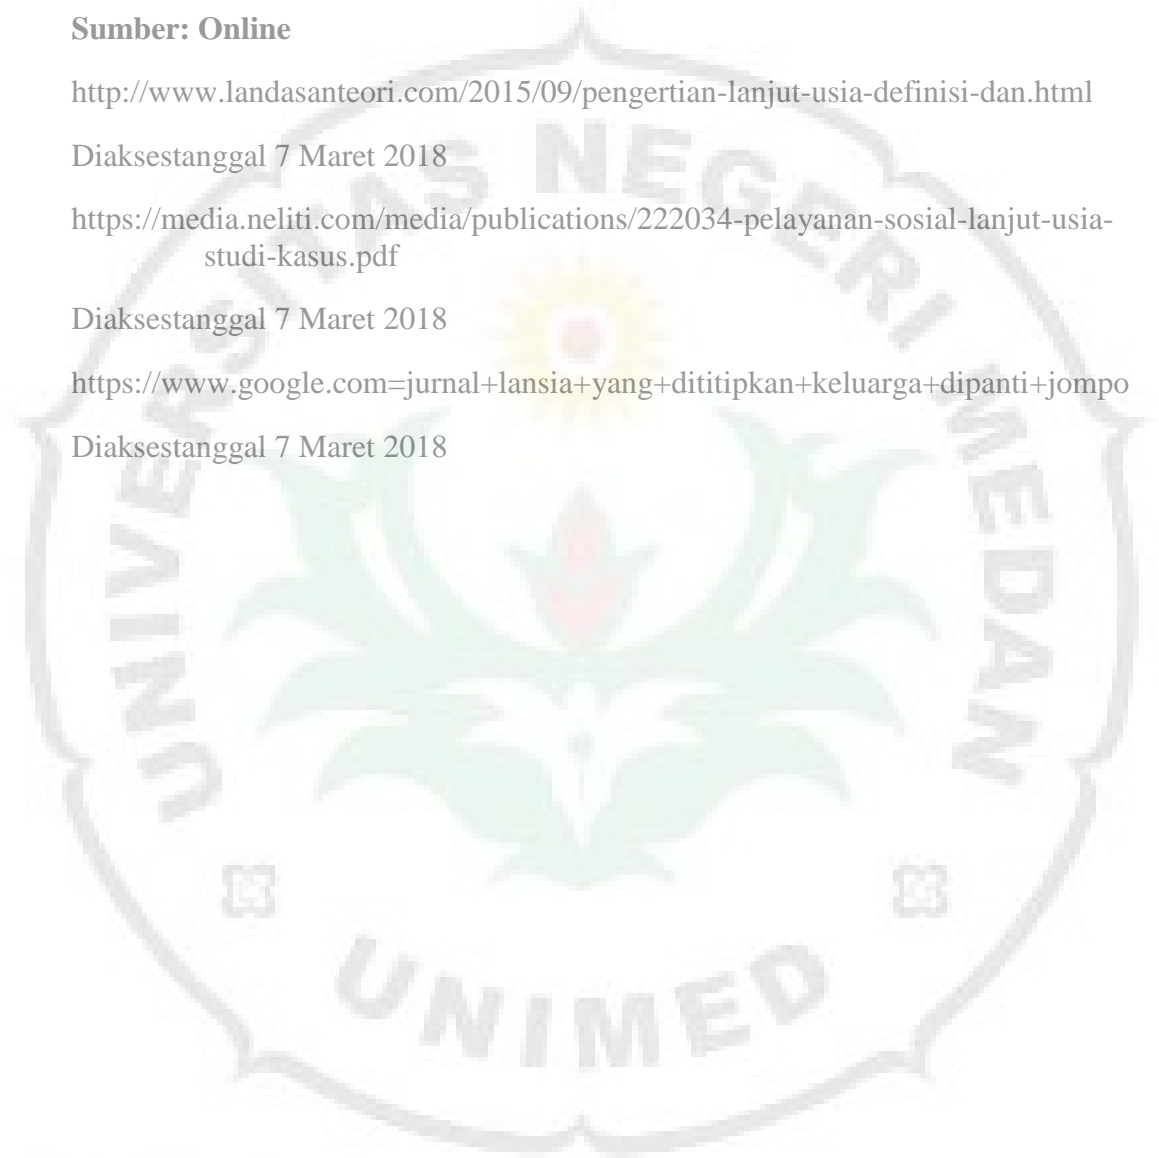 Sumber: Online
http://www.landasanteori.com/2015/09/pengertian-lanjut-usia-definisi-dan.html
Diaksestanggal 7 Maret 2018
https://media.neliti.com/media/publications/222034-pelayanan-sosial-lanjut-usia-
studi-kasus.pdf
Diaksestanggal 7 Maret 2018
https://www.google.com=jurnal+lansia+yang+dititipkan+keluarga+dipanti+jompo
Diaksestanggal 7 Maret 2018
UNIVERSITAS NEGERI MEDAN
UNIMED